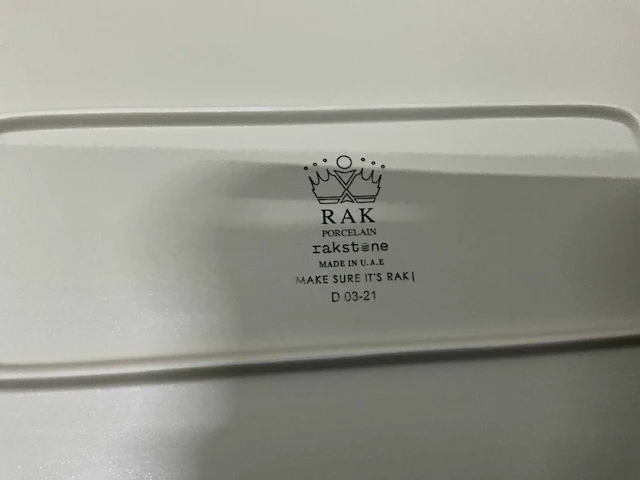 RAK
PORCELAIN
rakstone
MADE IN U.A.E
MAKE SURE IT'S RAK|
D 03-21